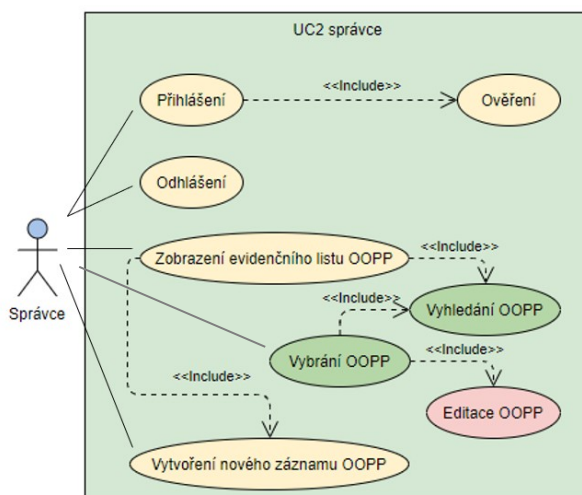 UC2 správce
Přihlášení
<<Include>>
Ověření
Odhlášení
Zobrazení evidenčního listu OOPP
<<Include>>
<<Include>>
Vyhledání OOPP
Správce
Vybrání OOPP
<<Include>>
<<Include>>
Editace OOPP
Vytvoření nového záznamu OOPP